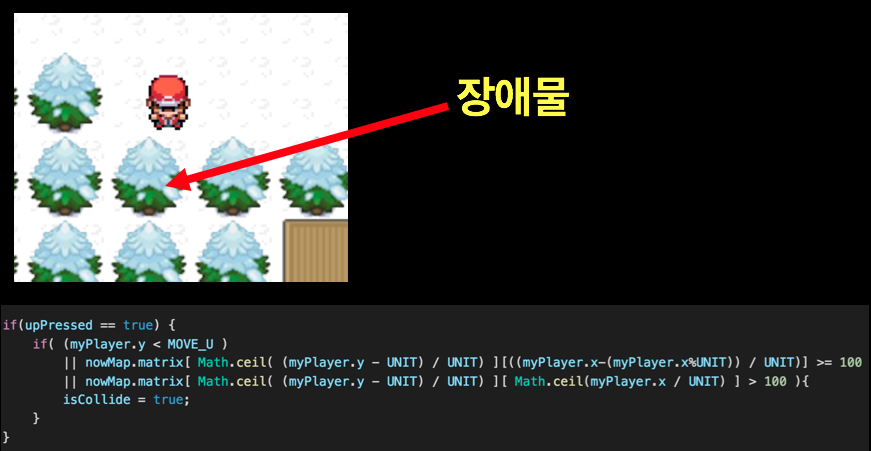 장애물
if(upPressed == true) {
if( (myPlayer.y < MOVE_U )
|| nowMap.matrix[ Math.ceil( (myPlayer.y - UNIT) / UNIT) ][((myPlayer.x-(myPlayer.x%UNIT)) / UNIT)] >= 100
|| nowMap.matrix[ Math.ceil( (myPlayer.y - UNIT) / UNIT) ][ Math.ceil(myPlayer.x / UNIT) ] > 100 ){
isCollide = true;
}
}